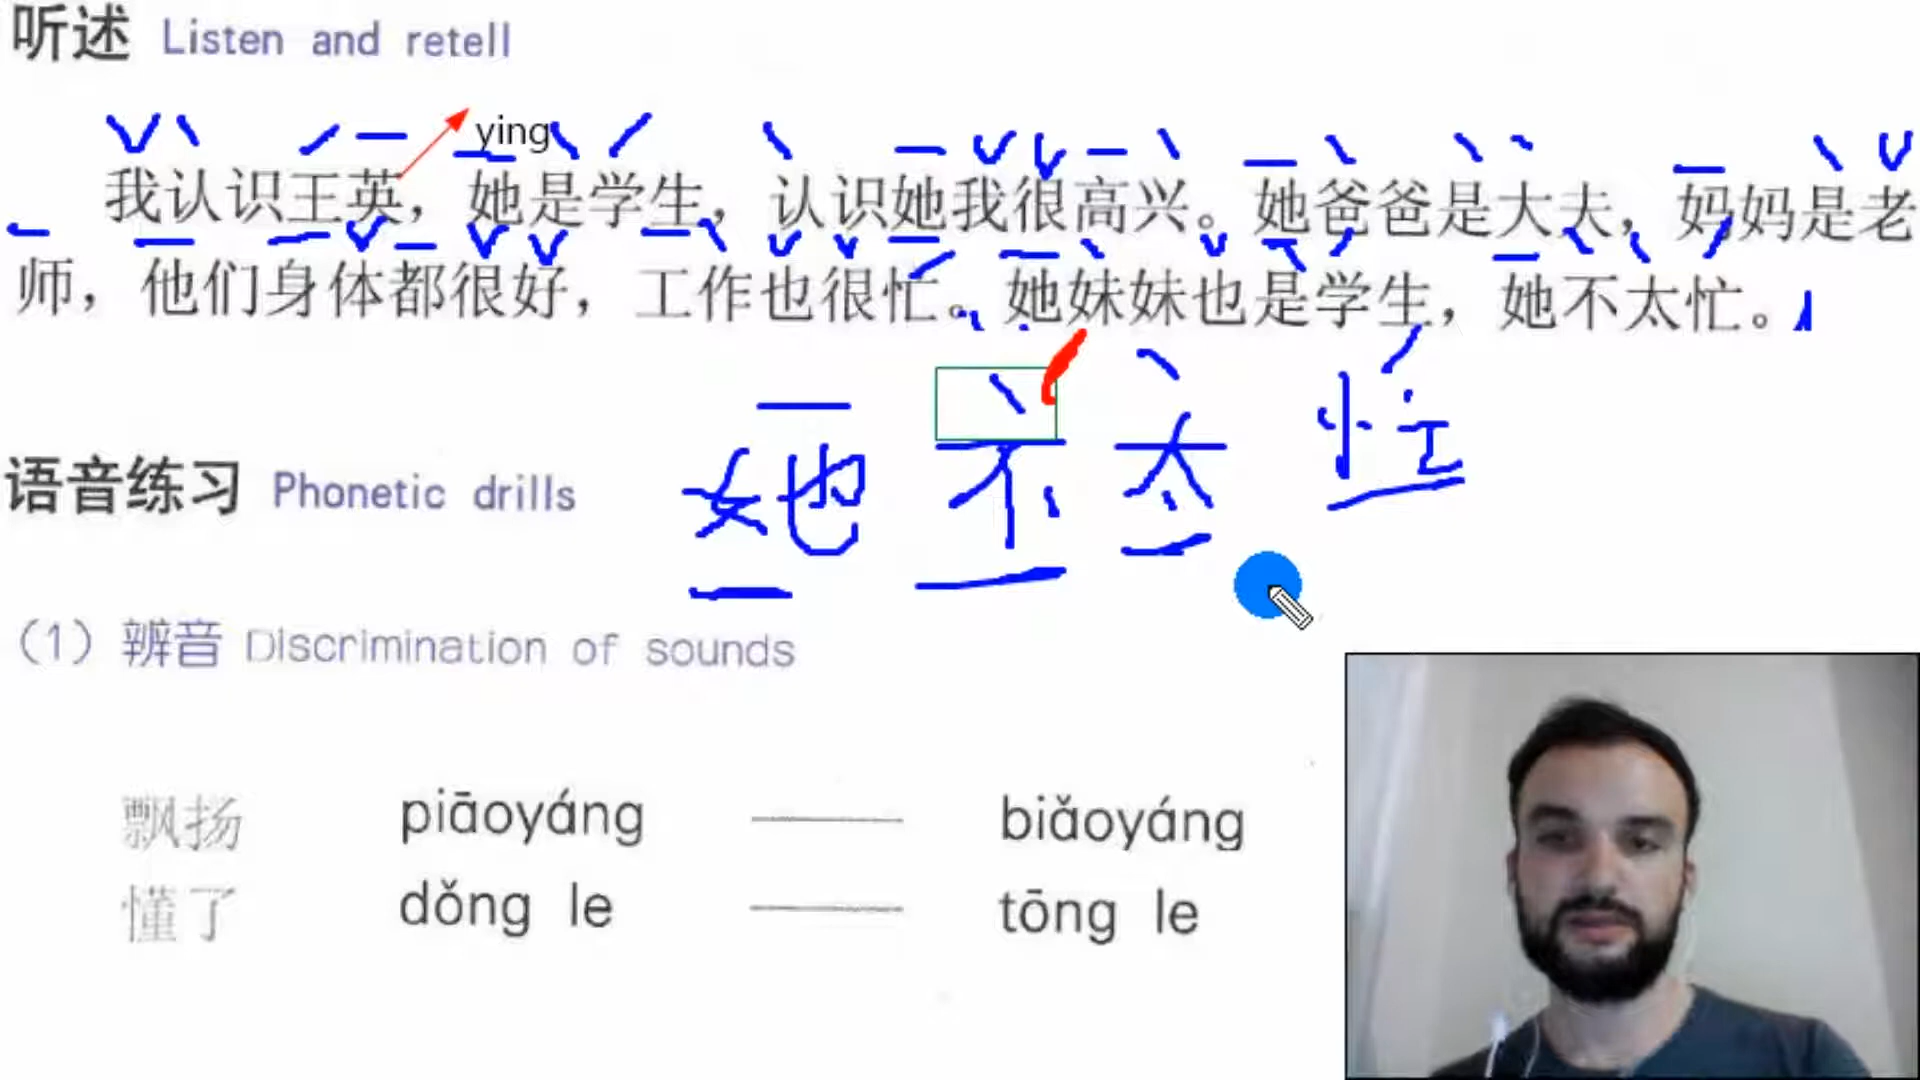 听述 Listen and retell
ying
我认识王英，她是学生，认识她我很高兴。她爸爸是大夫，妈妈是老
师，他们身体都很好，工作也很忙。她妹妹也是学生，她不太忙。
她 不 太 忙
语音练习 Phonetic drills
（1）辨音 Discrimination of sounds
飘扬 piāoyáng —— biǎoyáng
懂了 dǒng le —— tōng le